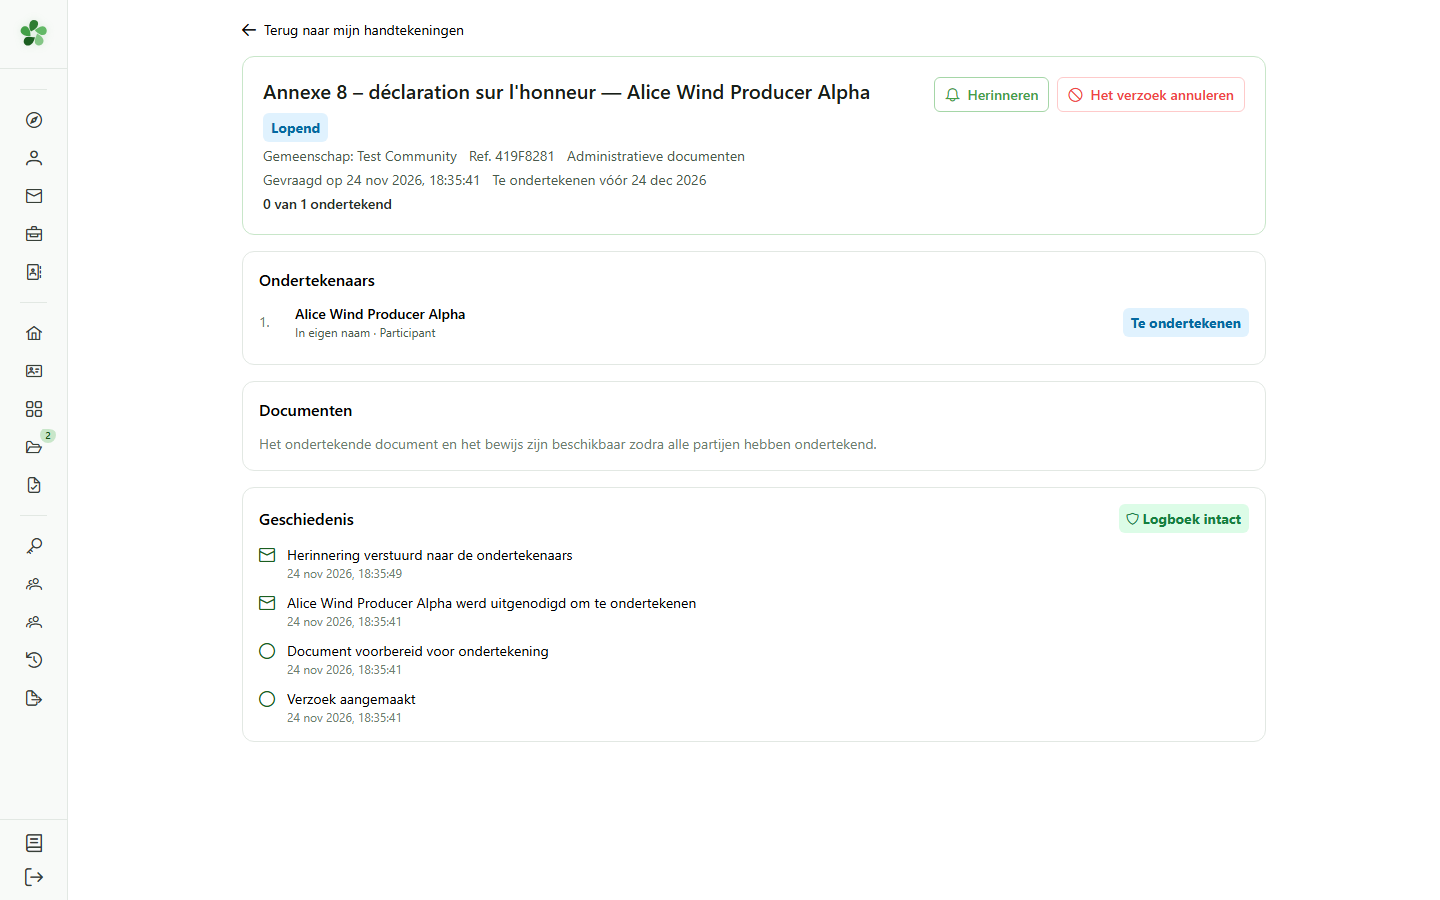 Terug naar mijn handtekeningen
Annexe 8 – déclaration sur l'honneur — Alice Wind Producer Alpha
Herinneren
Het verzoek annuleren
Lopend
Gemeenschap: Test Community Ref. 419F8281 Administratieve documenten
Gevraagd op 24 nov 2026, 18:35:41 Te ondertekenen vóór 24 dec 2026
0 van 1 ondertekend
Ondertekenaars
1.
Alice Wind Producer Alpha
In eigen naam · Participant
Te ondertekenen
Documenten
Het ondertekende document en het bewijs zijn beschikbaar zodra alle partijen hebben ondertekend.
2
Geschiedenis
Logboek intact
Herinnering verstuurd naar de ondertekenaars
24 nov 2026, 18:35:49
Alice Wind Producer Alpha werd uitgenodigd om te ondertekenen
24 nov 2026, 18:35:41
Document voorbereid voor ondertekening
24 nov 2026, 18:35:41
Verzoek aangemaakt
24 nov 2026, 18:35:41